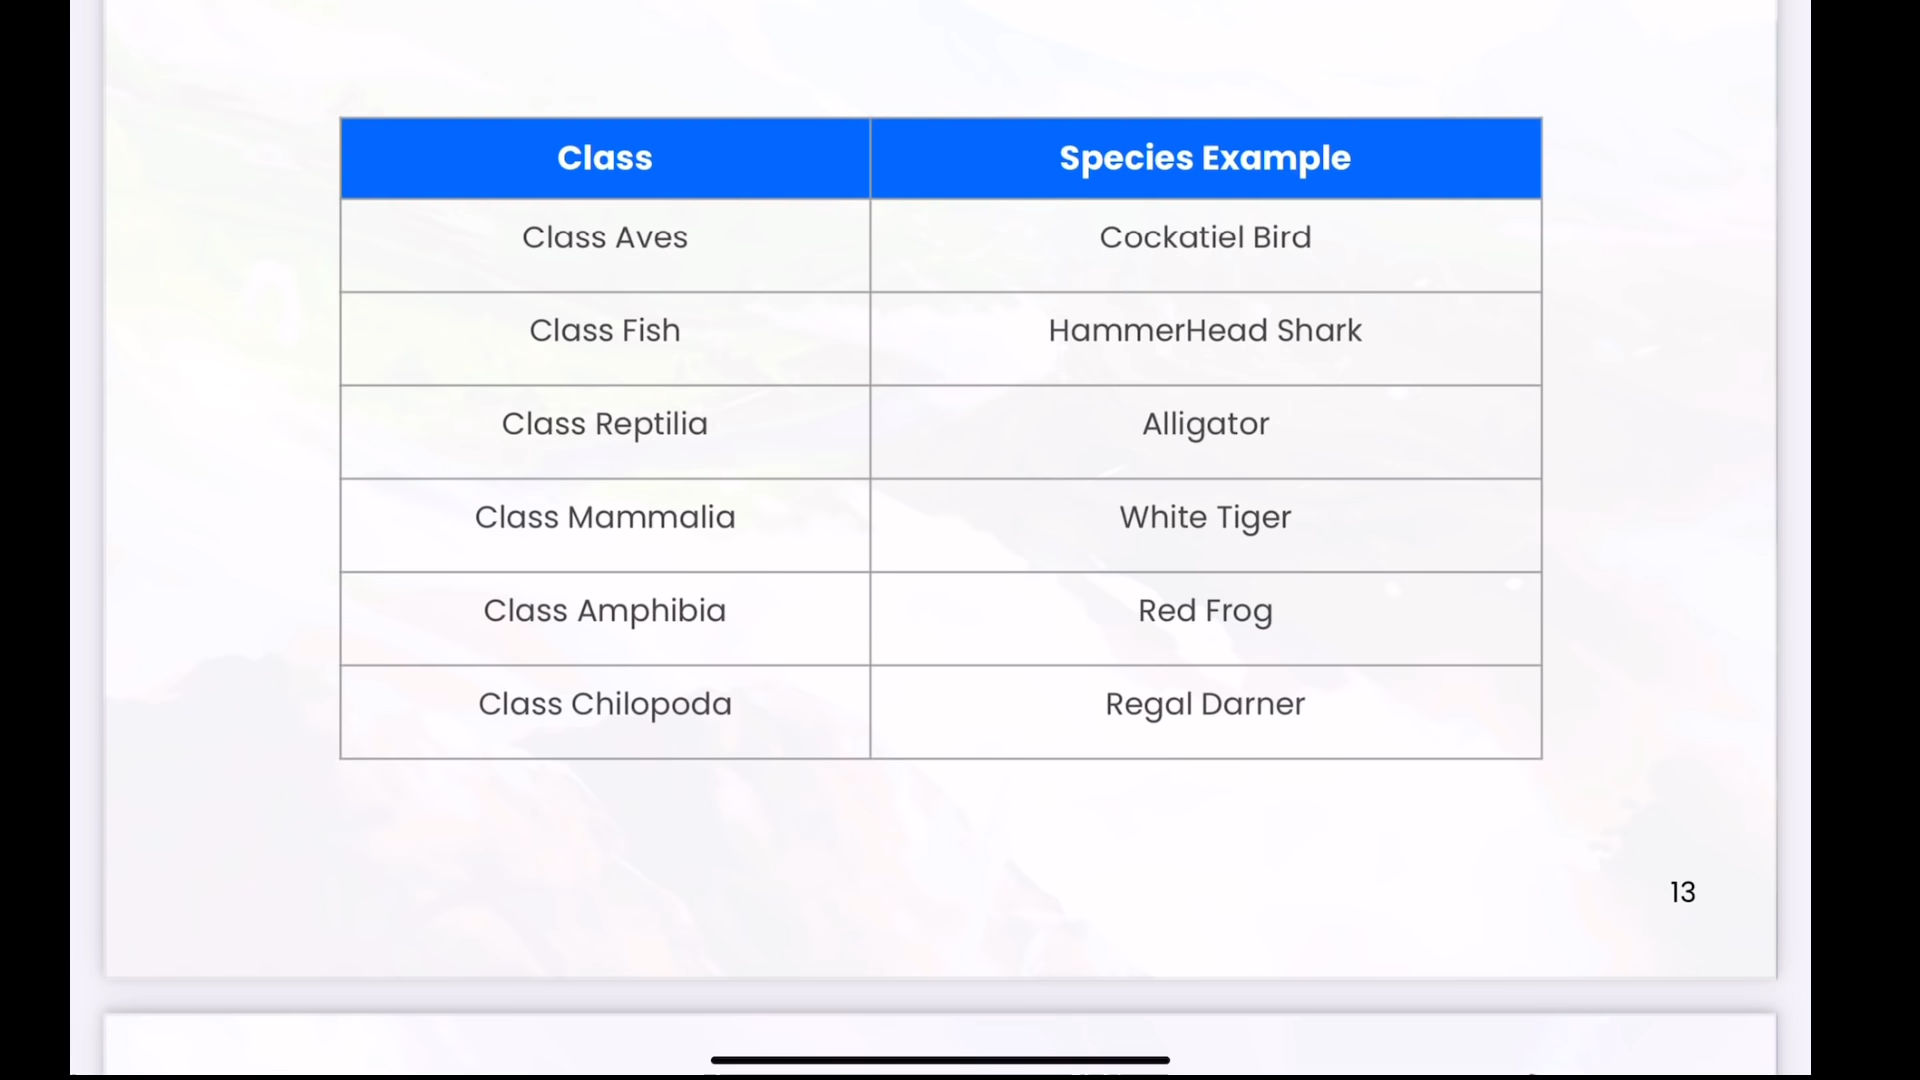 Class Species Example
Class Aves Cockatiel Bird
Class Fish HammerHead Shark
Class Reptilia Alligator
Class Mammalia White Tiger
Class Amphibia Red Frog
Class Chilopoda Regal Darner
13